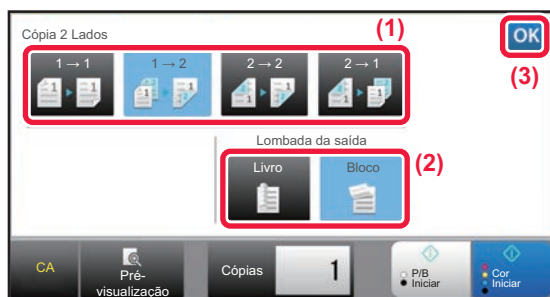 Cópia 2 Lados
(1)
OK
(3)
1 → 1
1 → 2
2 → 2
2 → 1
Lombada da saída
Livro
Bloco
(2)
CA
Pré-
visualização
Cópias
1
P/B
Iniciar
Cor
Iniciar